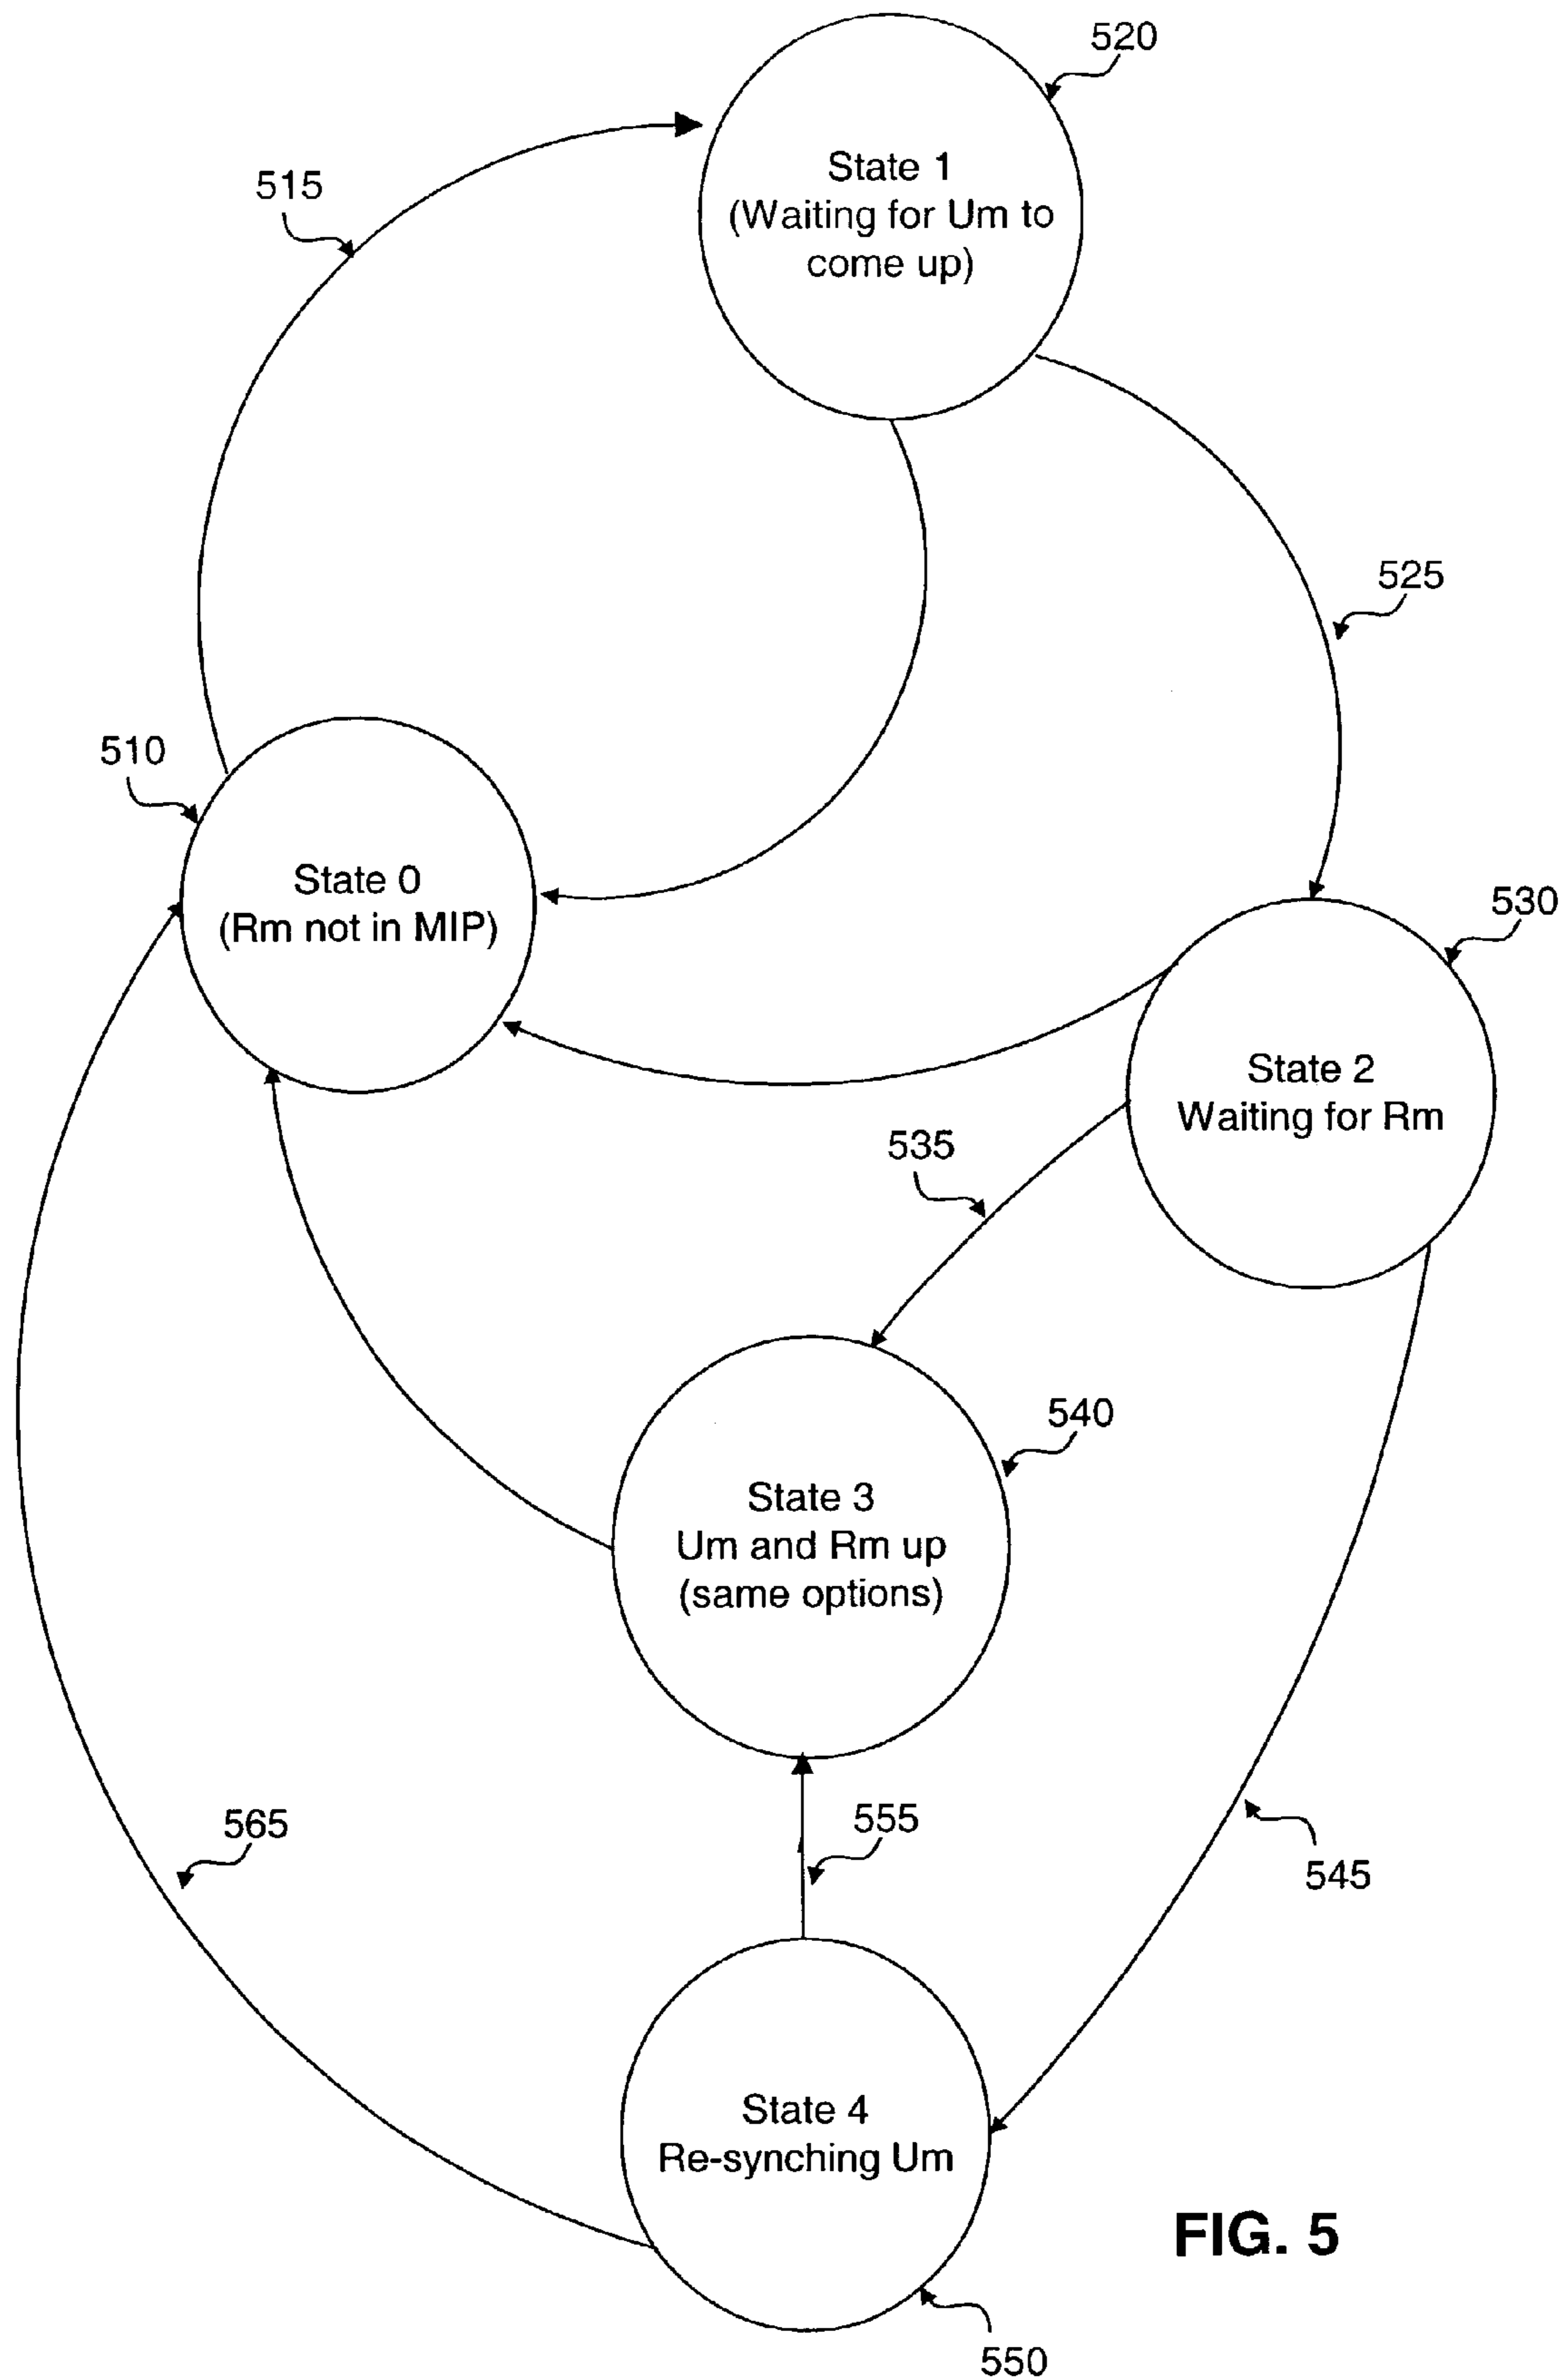 520
State 1
(Waiting for Um to
come up)
515
525
510
State 0
(Rm not in MIP)
530
State 2
Waiting for Rm
535
540
State 3
Um and Rm up
(same options)
565
555
545
State 4
Re-synching Um
FIG. 5
550